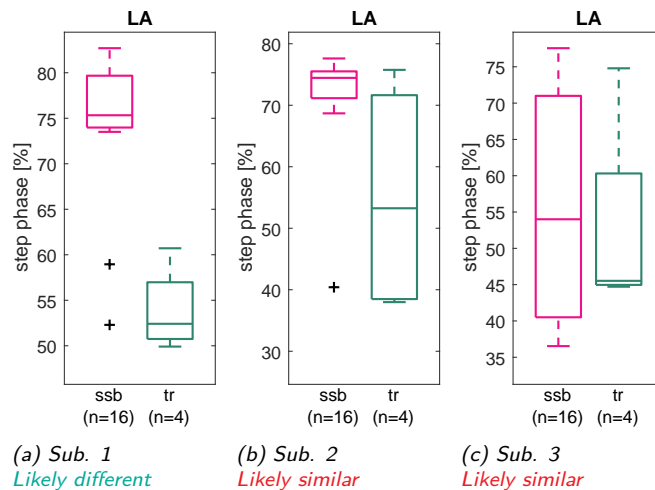 LA
step phase [%]
80
75
70
65
60
55
50
ssb
(n=16)
tr
(n=4)
(a) Sub. 1
Likely different
LA
step phase [%]
80
70
60
50
40
30
ssb
(n=16)
tr
(n=4)
(b) Sub. 2
Likely similar
LA
step phase [%]
75
70
65
60
55
50
45
40
35
ssb
(n=16)
tr
(n=4)
(c) Sub. 3
Likely similar